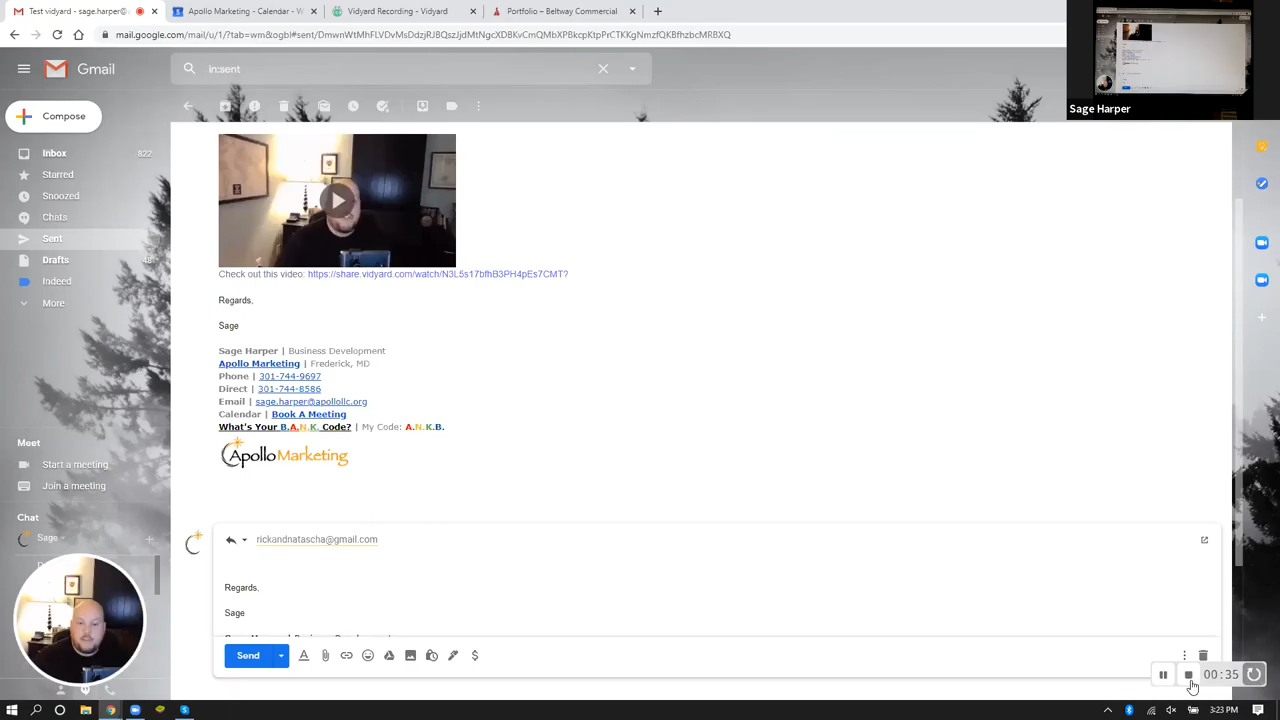 Test vidyard - sage.harper@
Apollo Marketing - Calendar - W
Vidyard Recording - Vidyard
Portfolio – Beltway Commercial
mail.google.com/mail/u/1/?tab=wn&ogbl#sent/DmwnWtMhFLVDvMsDdzjRJPTbPJjdMtNgcXDBKvCmQMbXPBkcpKtpPrCTKKgNmzfQKBfhzbcMRBXQ
Gmail
in:sent
Sage Harper
Compose
Inbox 822
Starred
Snoozed
Chats
Sent
Drafts 48
Indeed
More
Check out this video: https://share.vidyard.com/watch/N3L5s17bfhB3PH4pEs7CMT?
Regards,
Sage
Sage Harper | Business Development
Apollo Marketing | Frederick, MD
Phone | 301-744-9697
Direct | 301-744-8586
Email | sage.harper@apollollc.org
Calendar | Book A Meeting
What's Your B.A.N.K. Code? | My Code: A.N.K.B.
Apollo Marketing
Meet
Start a meeting
Join a meeting
Chat
Sage
rickandnatascha@gmail.com
Regards,
Sage
Send
00:35
3:23 PM